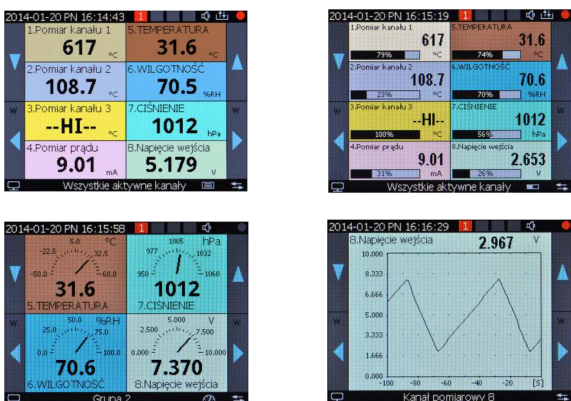 2014-01-20 PN 16:14:43 1
1.Pomiar kanału 1 5.TEMPERATURA
617 °C 31.6 °C
2.Pomiar kanału 2 6.WILGOTNOŚĆ
108.7 °C 70.5 %RH
3.Pomiar kanału 3 7.CIŚNIENIE
--HI-- °C 1012 hPa
4.Pomiar prądu 8.Napięcie wejścia
9.01 mA 5.179 V
W W
Wszystkie aktywne kanały
2014-01-20 PN 16:15:19 1
1.Pomiar kanału 1 5.TEMPERATURA
617 31.6
79% °C 74% °C
2.Pomiar kanału 2 6.WILGOTNOŚĆ
108.7 70.6
23% °C 70% %RH
3.Pomiar kanału 3 7.CIŚNIENIE
--HI-- 1012
100% °C 56% hPa
4.Pomiar prądu 8.Napięcie wejścia
9.01 2.653
31% mA 26% V
W W
Wszystkie aktywne kanały
2014-01-20 PN 16:15:58 1
5.0 °C 1005 hPa
-22.5 32.5 977 1032
-50.0 60.0 950 1060
31.6 1012
5.TEMPERATURA 7.CIŚNIENIE
50.0 %RH 5.000 V
25.0 75.0 2.500 7.500
0.0 100.0 0.000 10.000
70.6 7.370
6.WILGOTNOŚĆ 8.Napięcie wejścia
W W
Grupa 2
2014-01-20 PN 16:16:29 1
8.Napięcie wejścia 2.967 V
10.000
8.333
6.666
5.000
3.333
1.666
0.000
-100 -80 -60 -40 -20 [S]
W W
Kanał pomiarowy 8